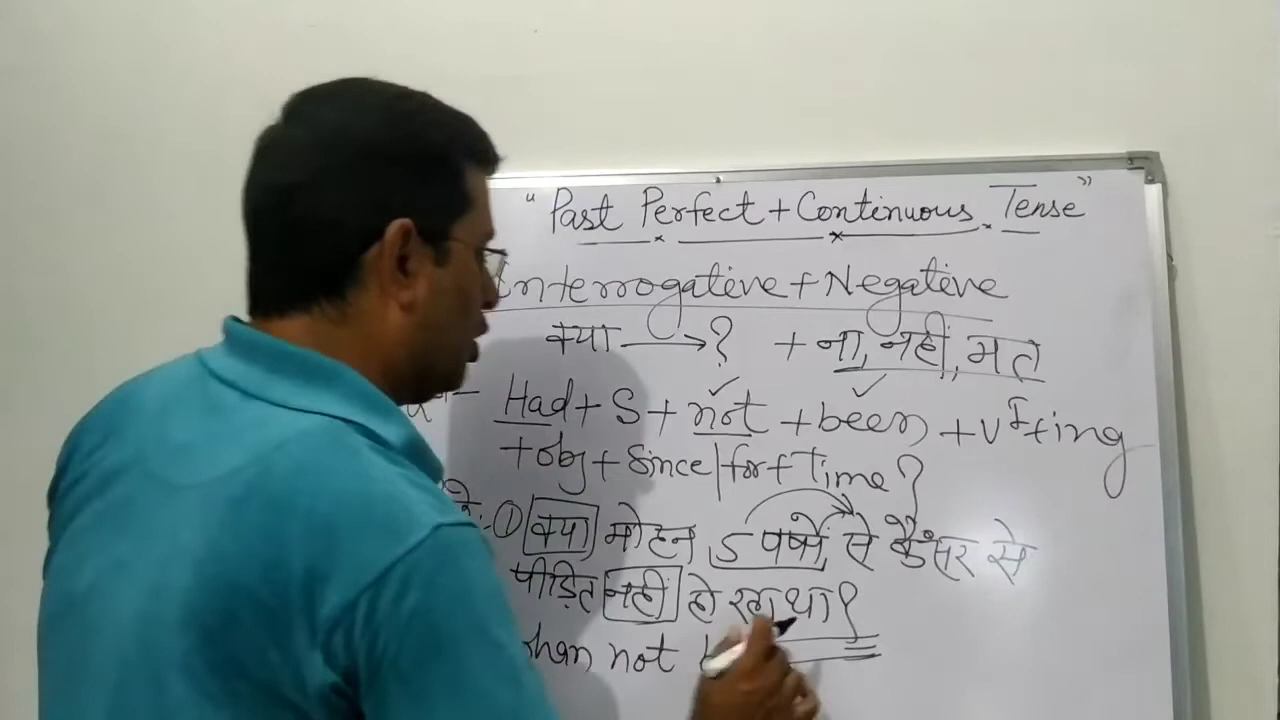 "Past Perfect + Continuous Tense"
Interrogative + Negative
क्या → ? + ना, नहीं, मत
Had + S + not + been + V I + ing
+ obj + Since | for + Time ?
① क्या मोहन 5 वर्षों से कैंसर से
पीड़ित नहीं हो रहा था ?
not